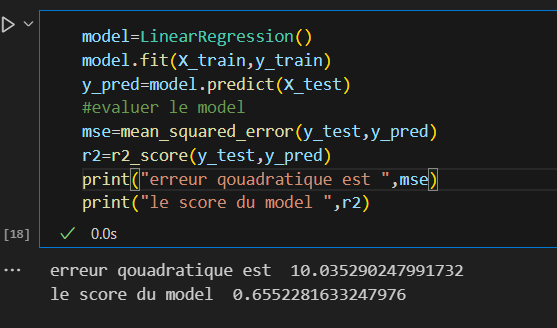 model=LinearRegression()
model.fit(X_train,y_train)
y_pred=model.predict(X_test)
#evaluer le model
mse=mean_squared_error(y_test,y_pred)
r2=r2_score(y_test,y_pred)
print("erreur qouadratique est ",mse)
print("le score du model ",r2)
[18]
0.0s
erreur qouadratique est  10.035290247991732
le score du model  0.6552281633247976